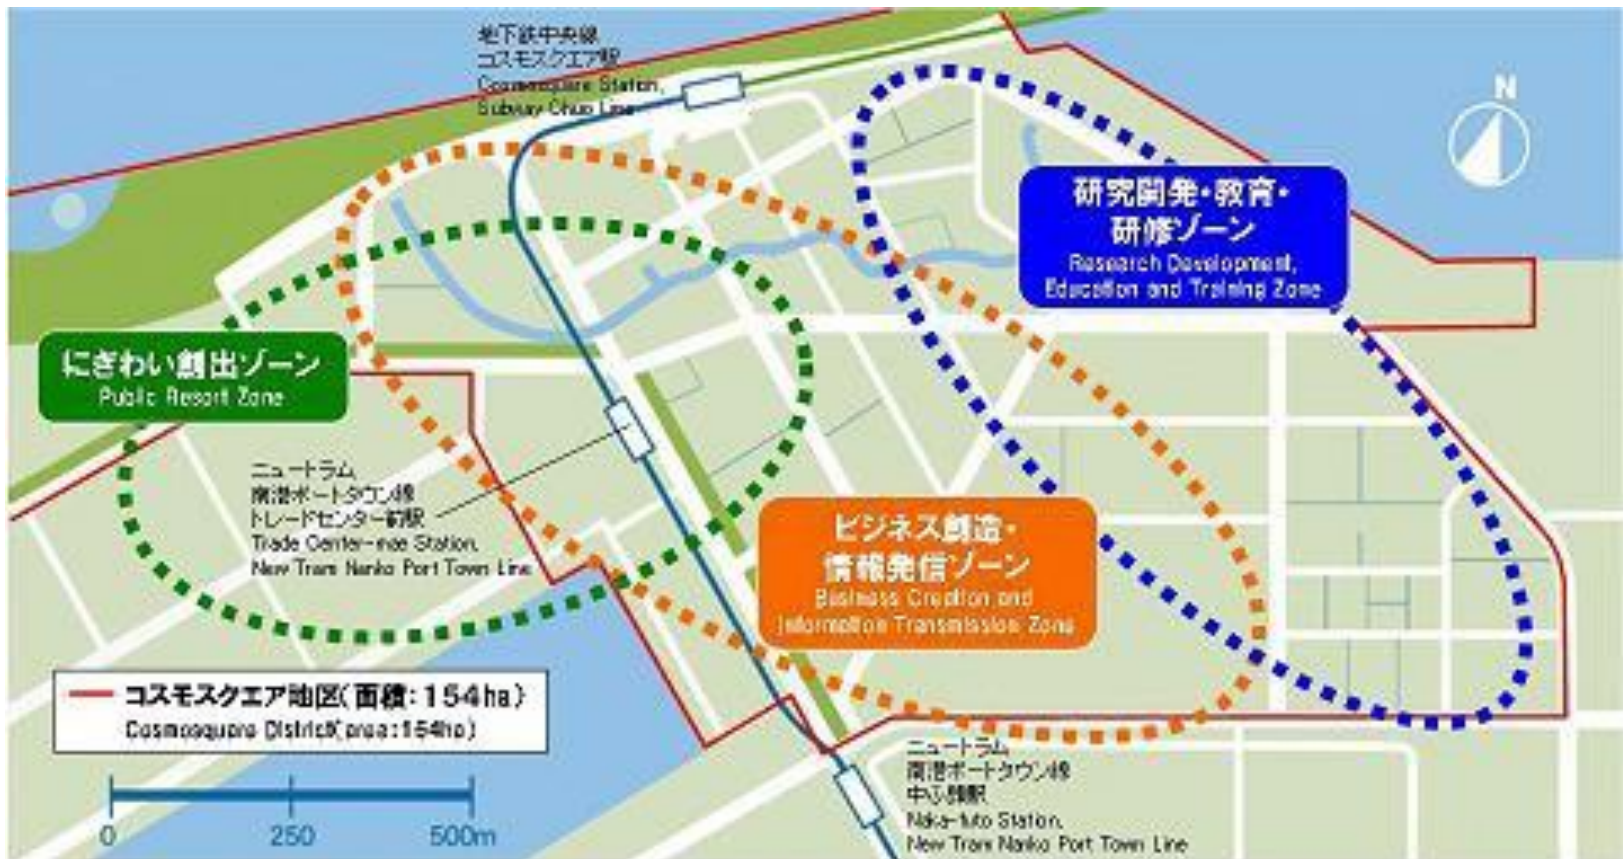 地下鉄中央線
コスモスクエア駅
Cosmosquare Station,
Subway Chuo Line
N
研究開発・教育・
研修ゾーン
Research Development,
Education and Training Zone
にぎわい創出ゾーン
Public Resort Zone
ニュートラム
南港ポートタウン線
トレードセンター前駅
Trade Center-mae Station,
New Tram Nanko Port Town Line
ビジネス創造・
情報発信ゾーン
Business Creation and
Information Transmission Zone
コスモスクエア地区(面積:154ha)
Cosmosquare District(area:154ha)
0 250 500m
ニュートラム
南港ポートタウン線
中ふ頭駅
Naka-futo Station,
New Tram Nanko Port Town Line